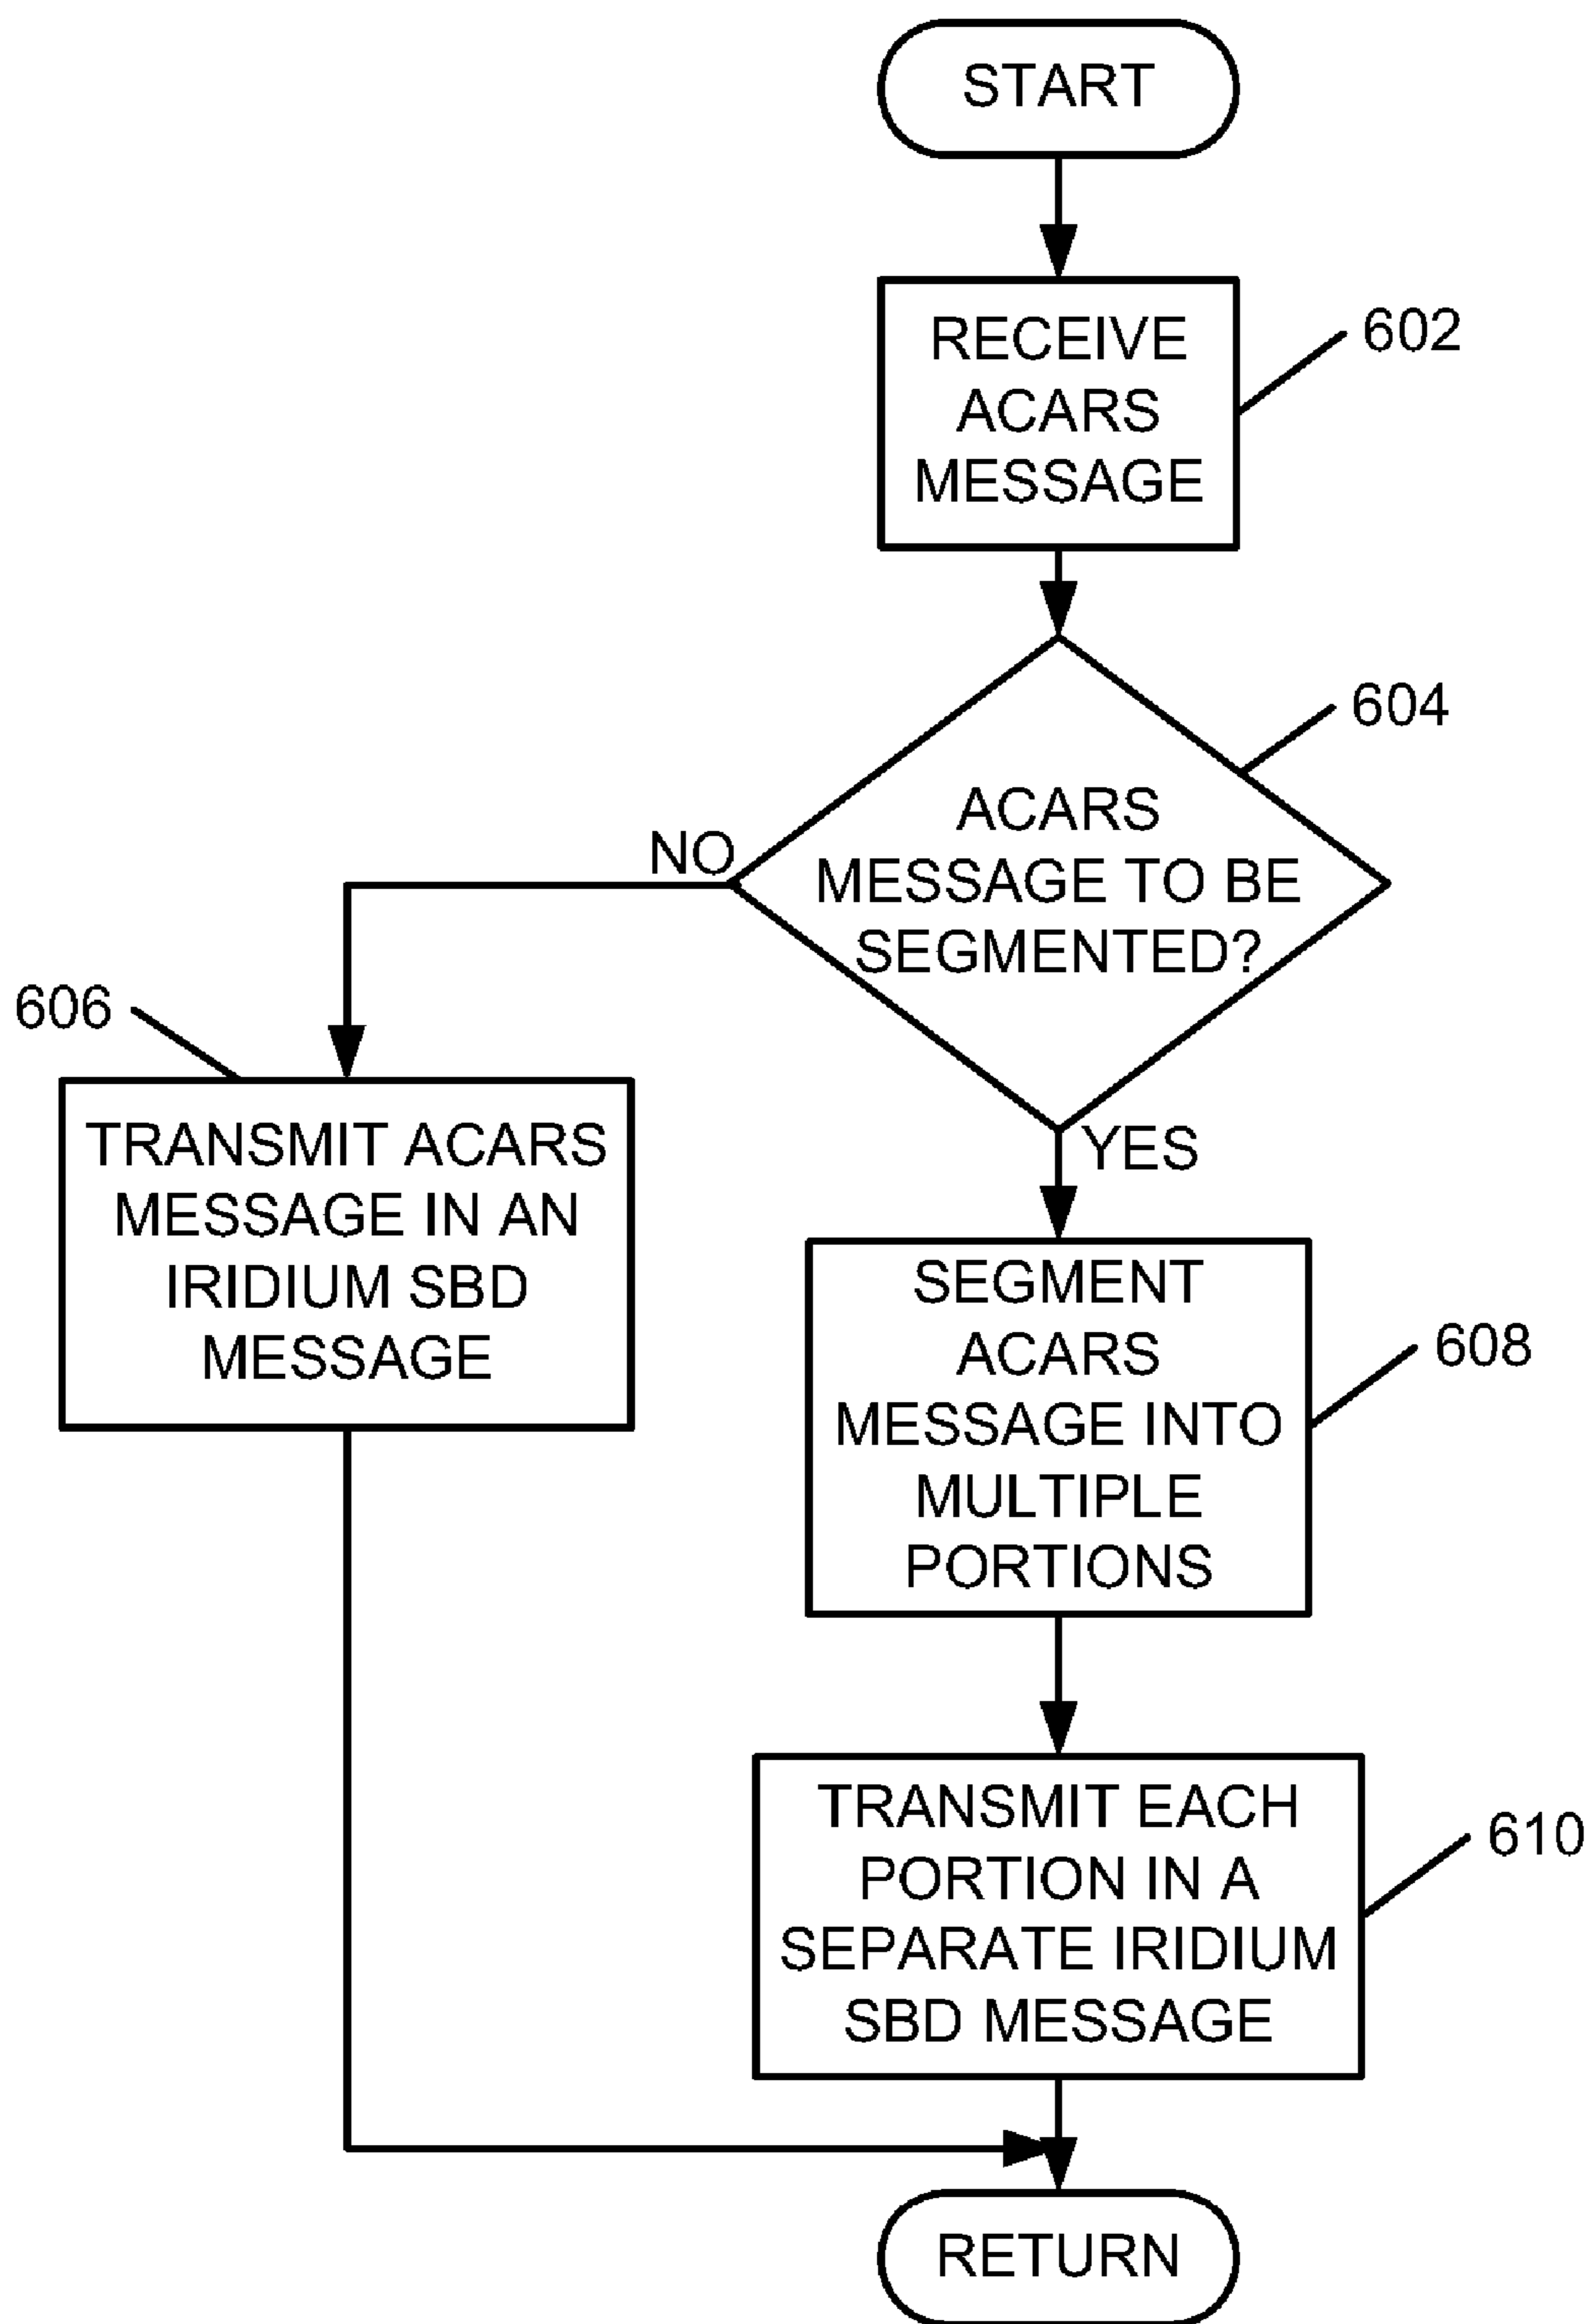 START
RECEIVE
ACARS
MESSAGE
602
604
ACARS
MESSAGE TO BE
SEGMENTED?
NO
606
TRANSMIT ACARS
MESSAGE IN AN
IRIDIUM SBD
MESSAGE
YES
SEGMENT
ACARS
MESSAGE INTO
MULTIPLE
PORTIONS
608
TRANSMIT EACH
PORTION IN A
SEPARATE IRIDIUM
SBD MESSAGE
610
RETURN